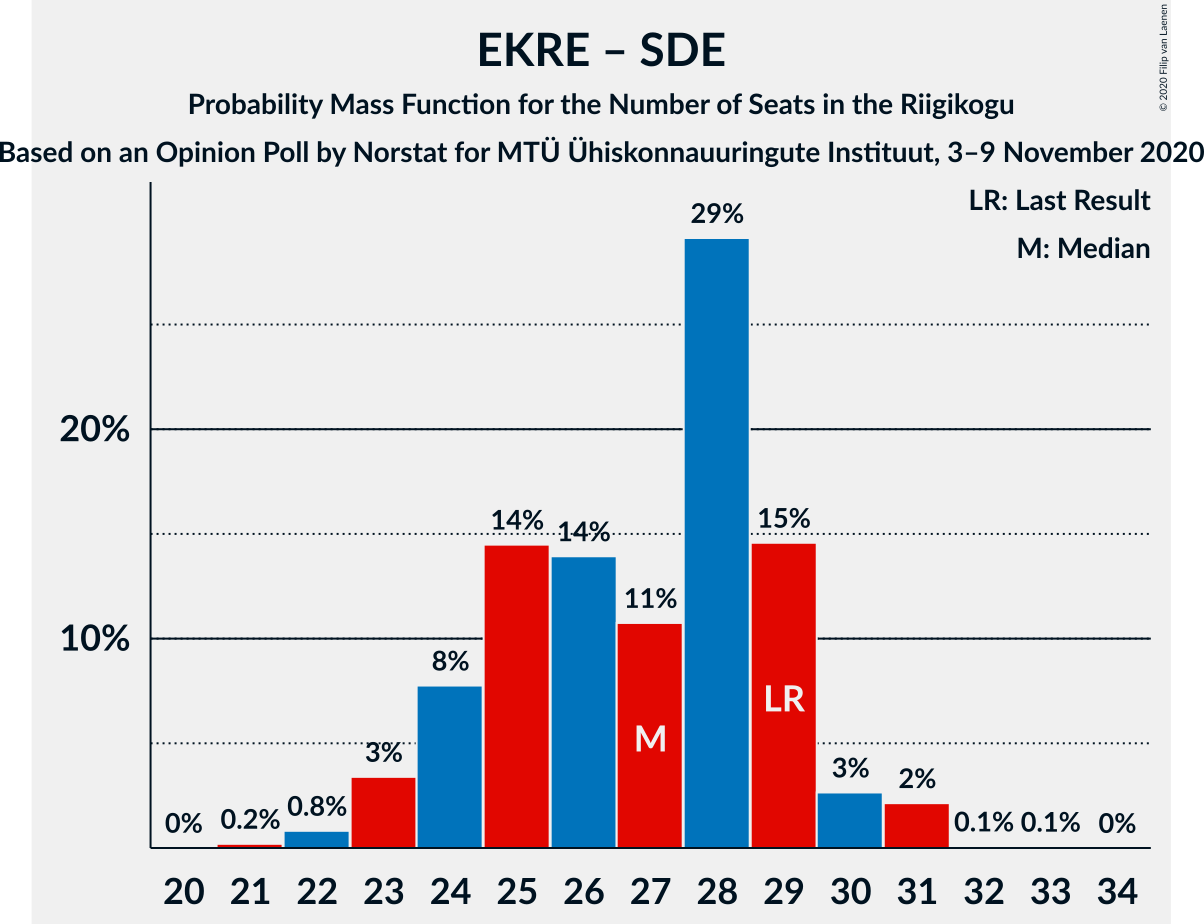 EKRE – SDE
Probability Mass Function for the Number of Seats in the Riigikogu
Based on an Opinion Poll by Norstat for MTÜ Ühiskonnauuringute Instituut, 3–9 November 2020
© 2020 Filip van Laenen
LR: Last Result
M: Median
20%
10%
0%
0.2%
0.8%
3%
8%
14%
14%
11%
M
29%
15%
LR
3%
2%
0.1%
0.1%
0%
20 21 22 23 24 25 26 27 28 29 30 31 32 33 34